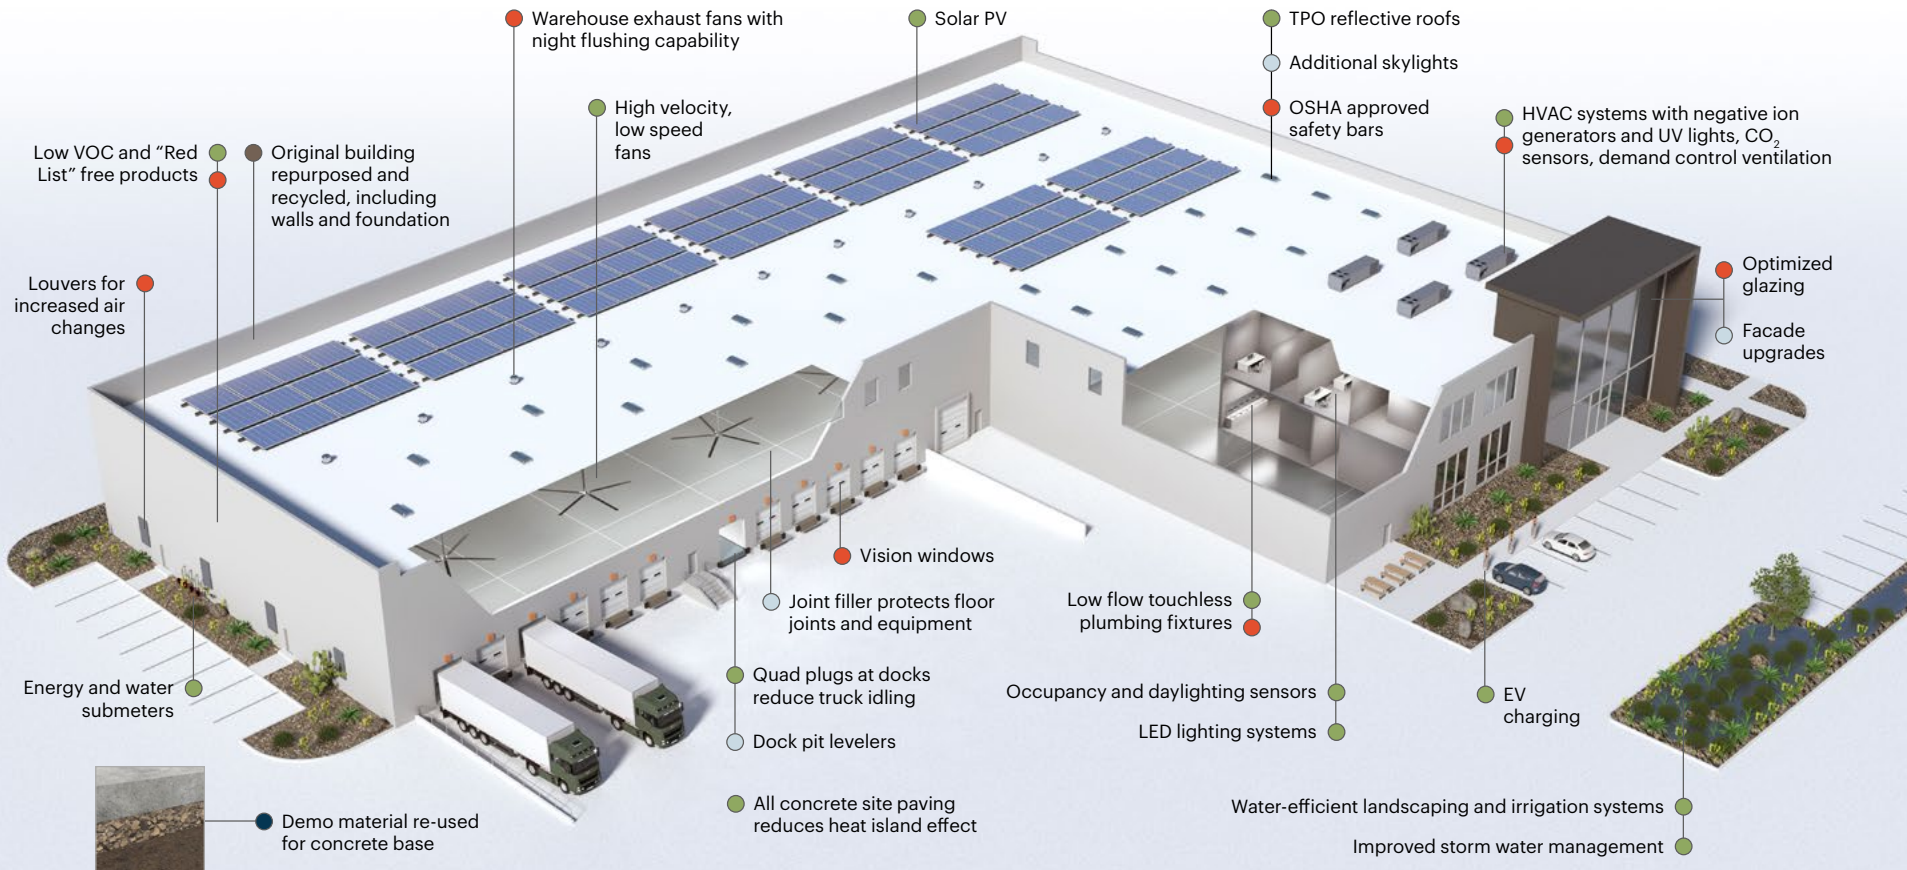 Warehouse exhaust fans with
night flushing capability
Solar PV
TPO reflective roofs
Additional skylights
OSHA approved
safety bars
High velocity,
low speed
fans
HVAC systems with negative ion
generators and UV lights, CO₂
sensors, demand control ventilation
Low VOC and “Red
List” free products
Original building
repurposed and
recycled, including
walls and foundation
Louvers for
increased air
changes
Optimized
glazing
Facade
upgrades
Vision windows
Joint filler protects floor
joints and equipment
Low flow touchless
plumbing fixtures
Energy and water
submeters
Quad plugs at docks
reduce truck idling
Occupancy and daylighting sensors
EV
charging
Dock pit levelers
LED lighting systems
All concrete site paving
reduces heat island effect
Water-efficient landscaping and irrigation systems
Demo material re-used
for concrete base
Improved storm water management